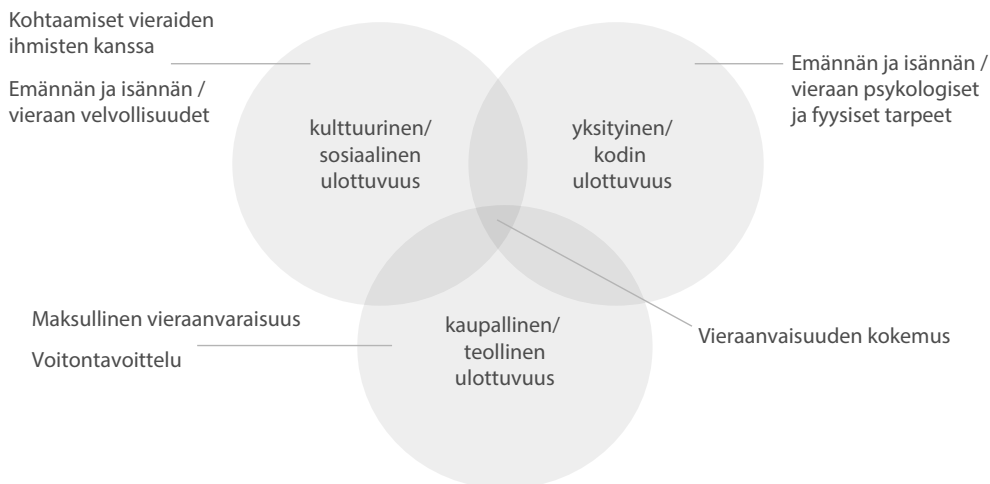 Kohtaamiset vieraiden
ihmisten kanssa
Emännän ja isännän /
vieraan velvollisuudet
kulttuurinen/
sosiaalinen
ulottuvuus
yksityinen/
kodin
ulottuvuus
Emännän ja isännän /
vieraan psykologiset
ja fyysiset tarpeet
Maksullinen vieraanvaraisuus
Voitontavoittelu
kaupallinen/
teollinen
ulottuvuus
Vieraanvaisuuden kokemus